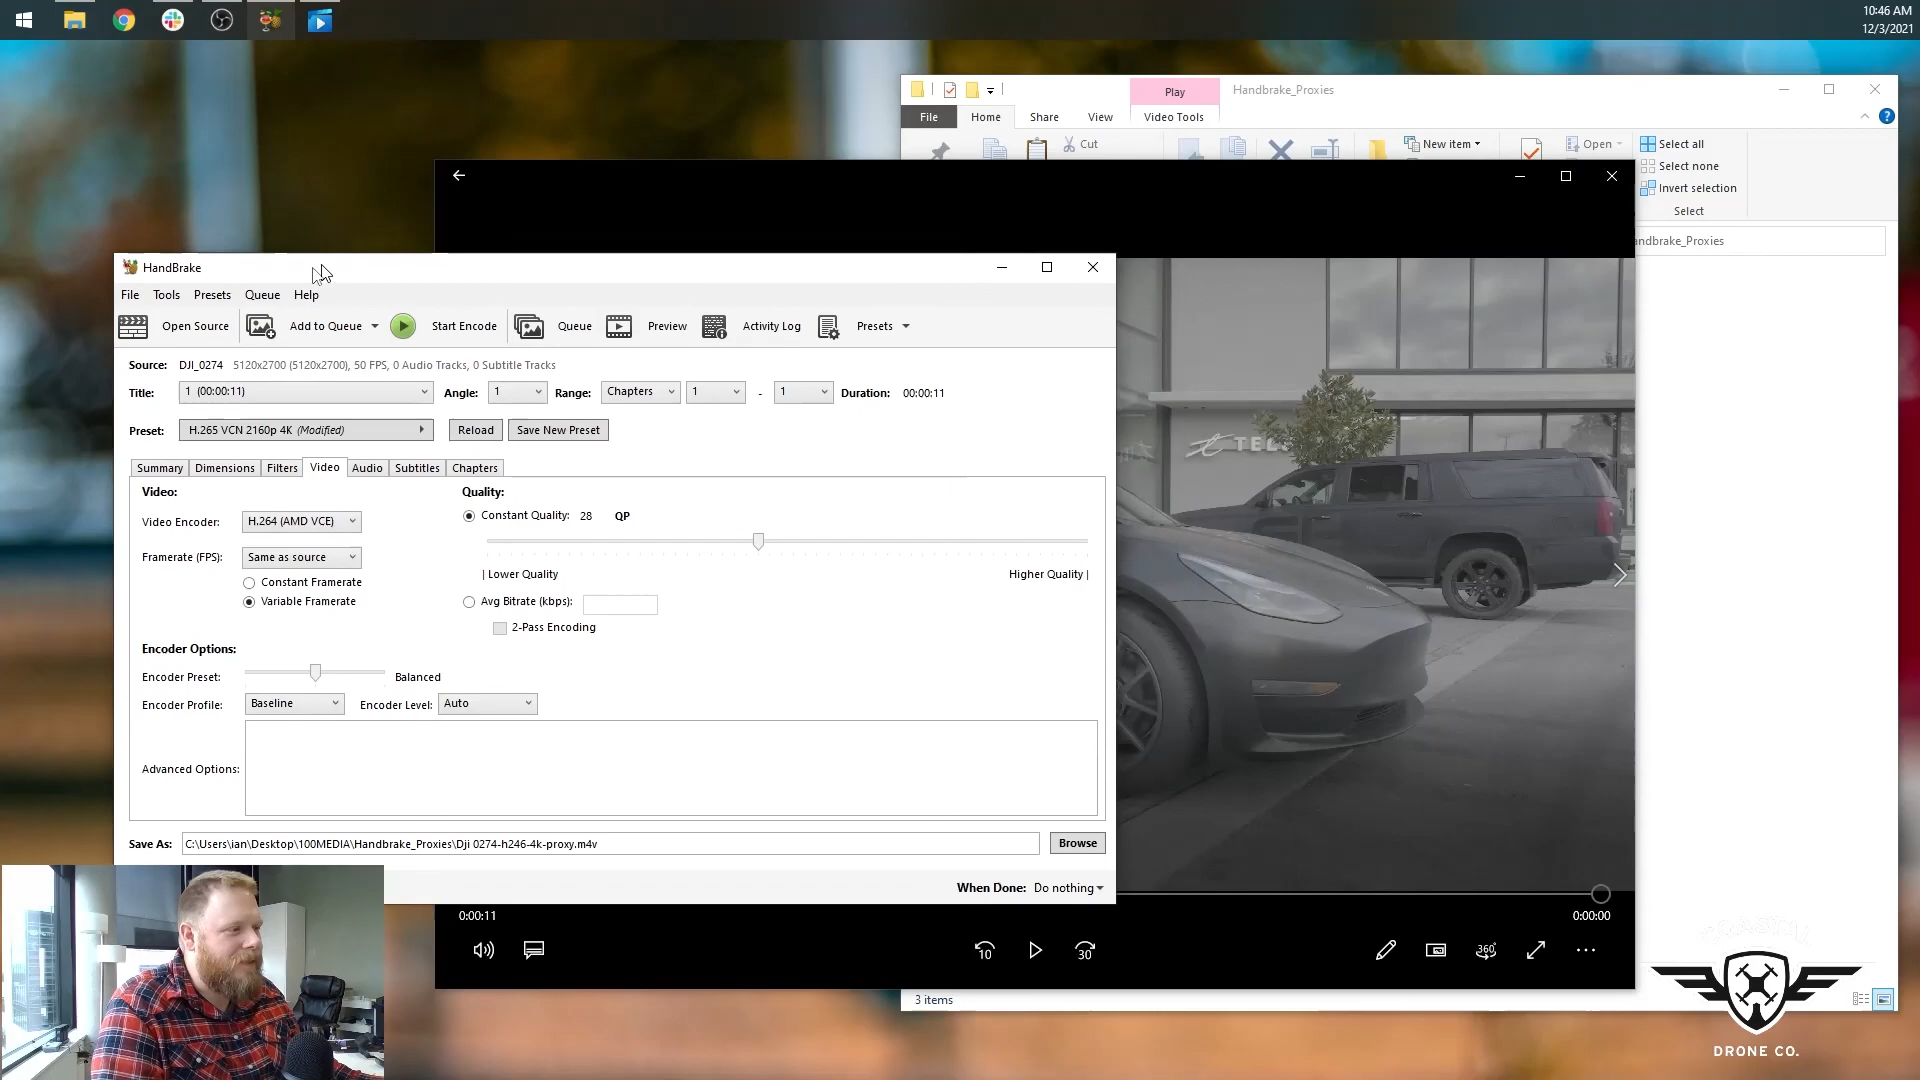 10:46 AM
12/3/2021
Play
Handbrake_Proxies
File
Home
Share
View
Video Tools
Cut
New item
Open
Select all
Select none
Invert selection
Select
andbrake_Proxies
HandBrake
File
Tools
Presets
Queue
Help
Open Source
Add to Queue
Start Encode
Queue
Preview
Activity Log
Presets
Source: DJI_0274 5120x2700 (5120x2700), 50 FPS, 0 Audio Tracks, 0 Subtitle Tracks
Title: 1 (00:00:11)
Angle: 1
Range: Chapters 1 - 1
Duration: 00:00:11
Preset: H.265 VCN 2160p 4K (Modified)
Reload
Save New Preset
Summary
Dimensions
Filters
Video
Audio
Subtitles
Chapters
Video:
Quality:
Video Encoder: H.264 (AMD VCE)
Constant Quality: 28 QP
Framerate (FPS): Same as source
| Lower Quality
Higher Quality |
Constant Framerate
Variable Framerate
Avg Bitrate (kbps):
2-Pass Encoding
Encoder Options:
Encoder Preset: Balanced
Encoder Profile: Baseline
Encoder Level: Auto
Advanced Options:
Save As: C:\Users\ian\Desktop\100MEDIA\Handbrake_Proxies\Dji 0274-h246-4k-proxy.m4v
Browse
When Done: Do nothing
0:00:11
0:00:00
10
30
360°
3 items
DRONE CO.